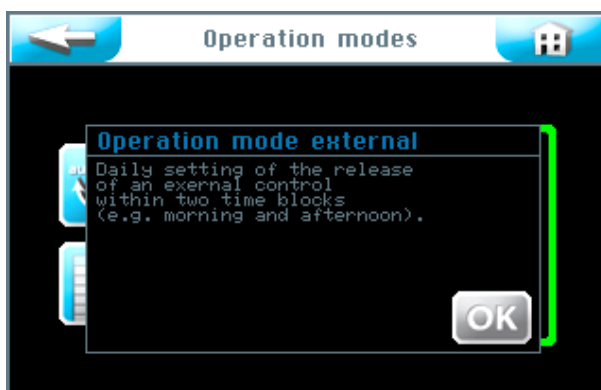 Operation modes
Operation mode external
Daily setting of the release
of an exernal control
within two time blocks
(e.g. morning and afternoon).
OK